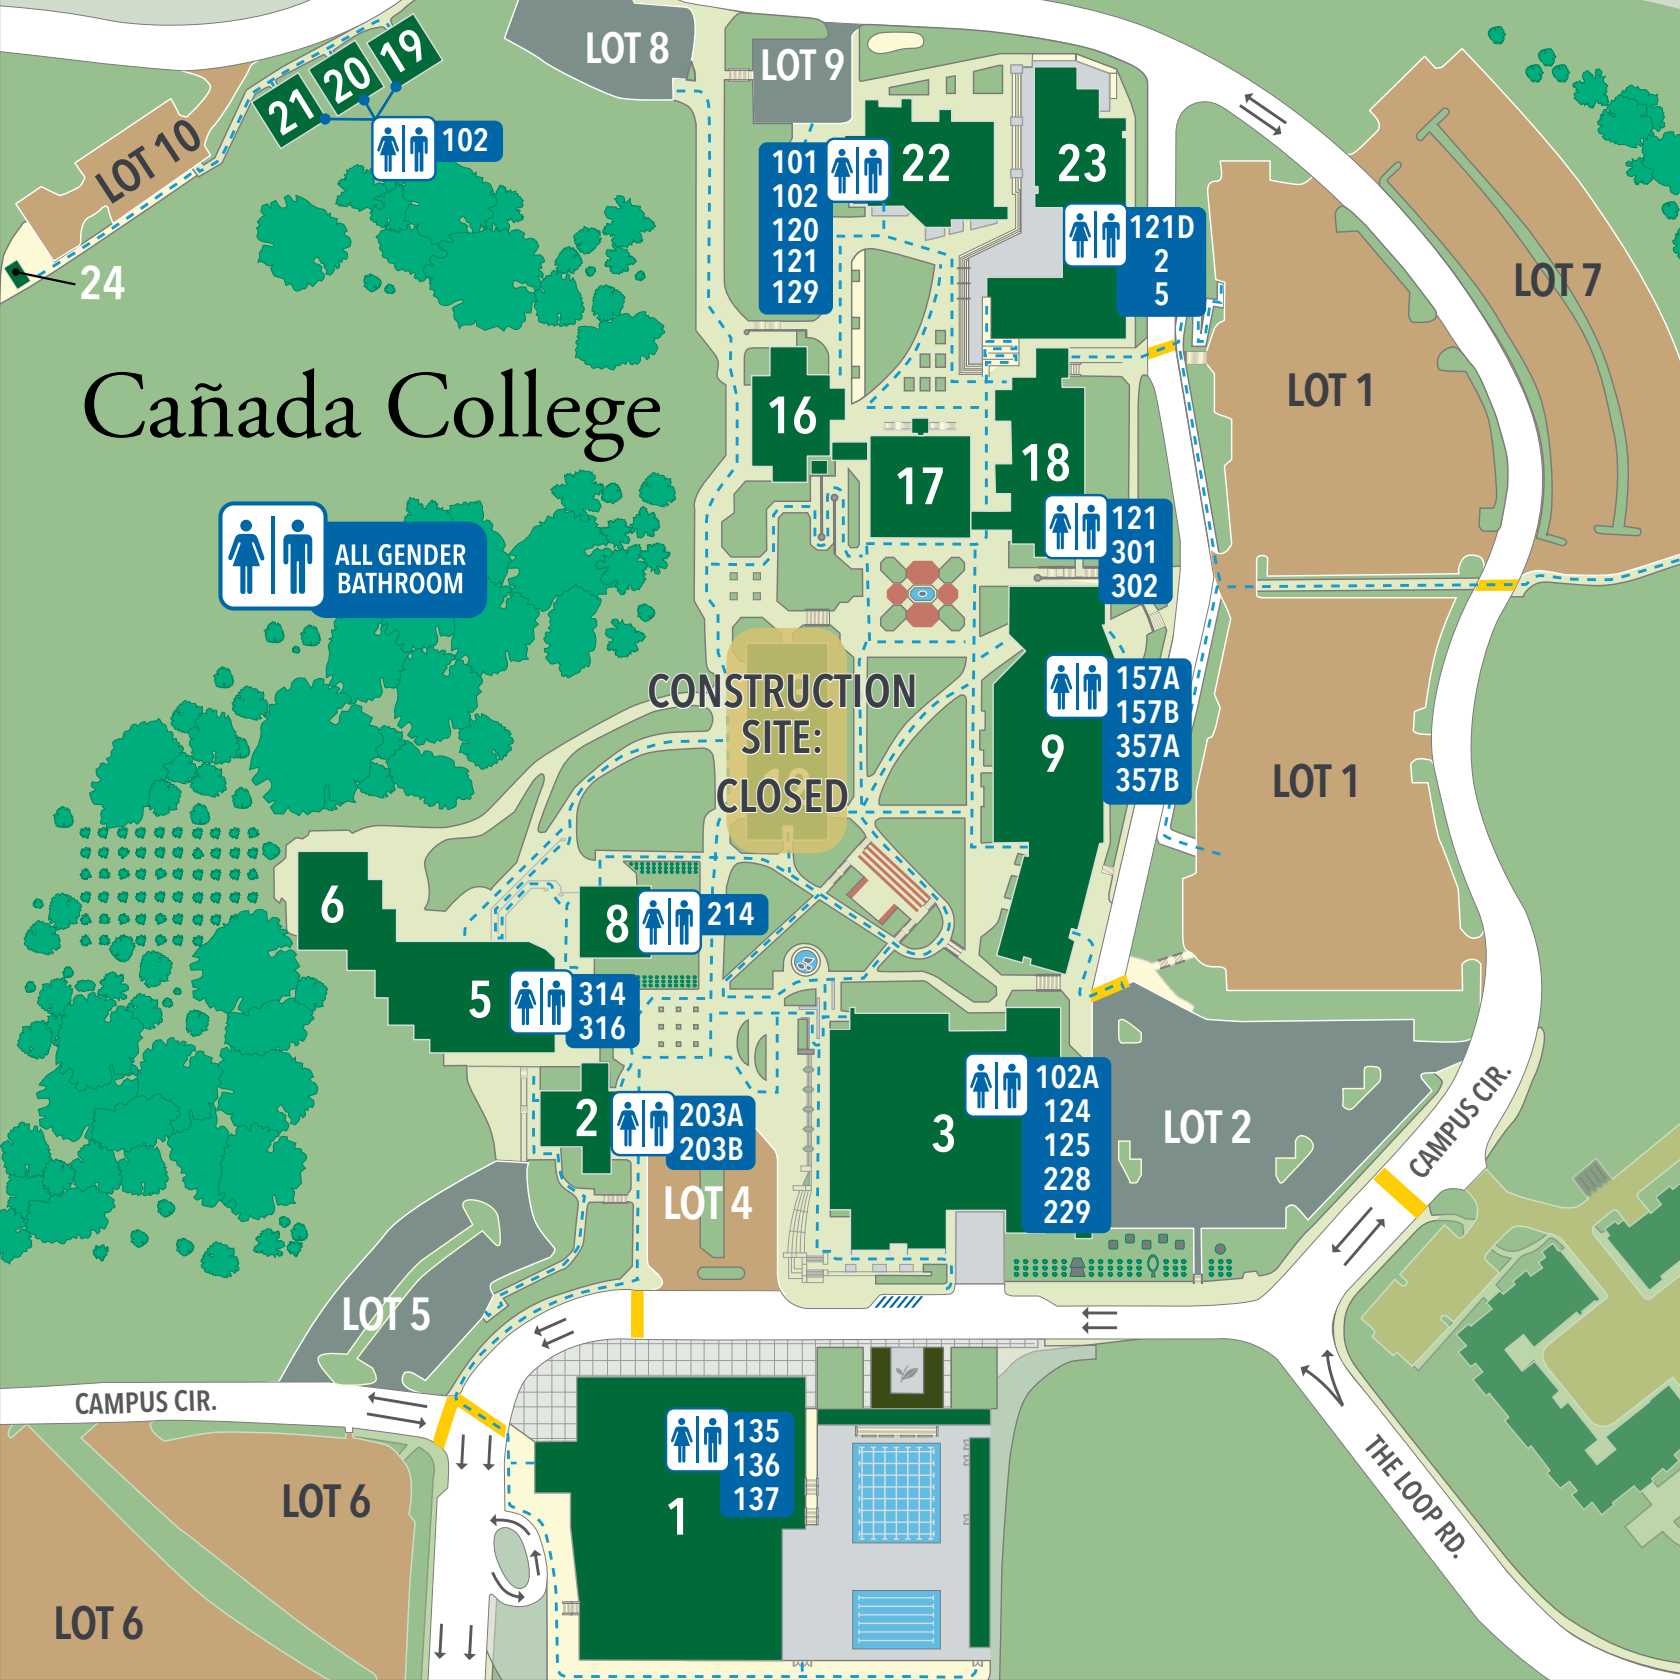 LOT 8
LOT 9
19
20
21
102
LOT 10
24
22
101
102
120
121
129
23
121D
2
5
LOT 7
LOT 1
Cañada College
16
17
18
121
301
302
ALL GENDER
BATHROOM
CONSTRUCTION
SITE:
CLOSED
9
157A
157B
357A
357B
LOT 1
6
8
214
5
314
316
2
203A
203B
3
102A
124
125
228
229
LOT 2
CAMPUS CIR.
LOT 4
LOT 5
CAMPUS CIR.
1
135
136
137
THE LOOP RD.
LOT 6
LOT 6